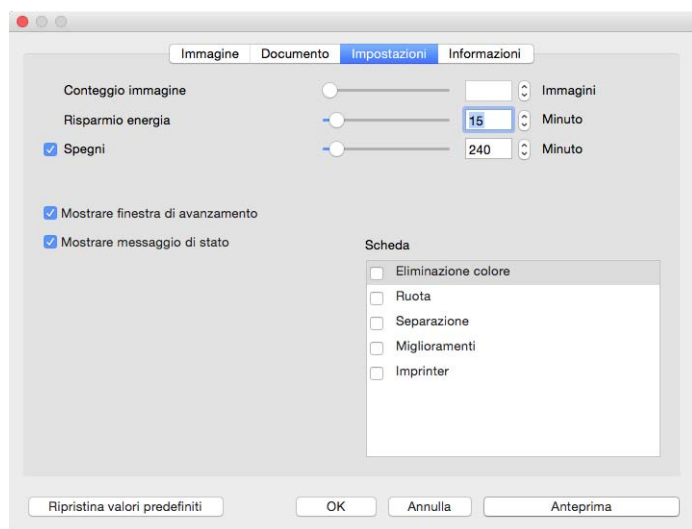 Immagine Documento Impostazioni Informazioni
Conteggio immagine Immagini
Risparmio energia 15 Minuto
Spegni 240 Minuto
Mostrare finestra di avanzamento
Mostrare messaggio di stato
Scheda
Eliminazione colore
Ruota
Separazione
Miglioramenti
Imprinter
Ripristina valori predefiniti OK Annulla Anteprima